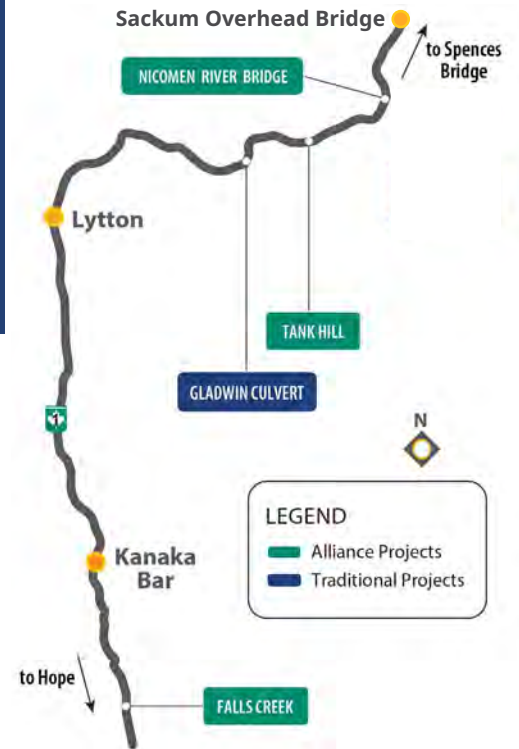 Sackum Overhead Bridge
to Spences
Bridge
NICOMEN RIVER BRIDGE
Lytton
TANK HILL
GLADWIN CULVERT
1
N
LEGEND
Alliance Projects
Traditional Projects
Kanaka
Bar
to Hope
FALLS CREEK